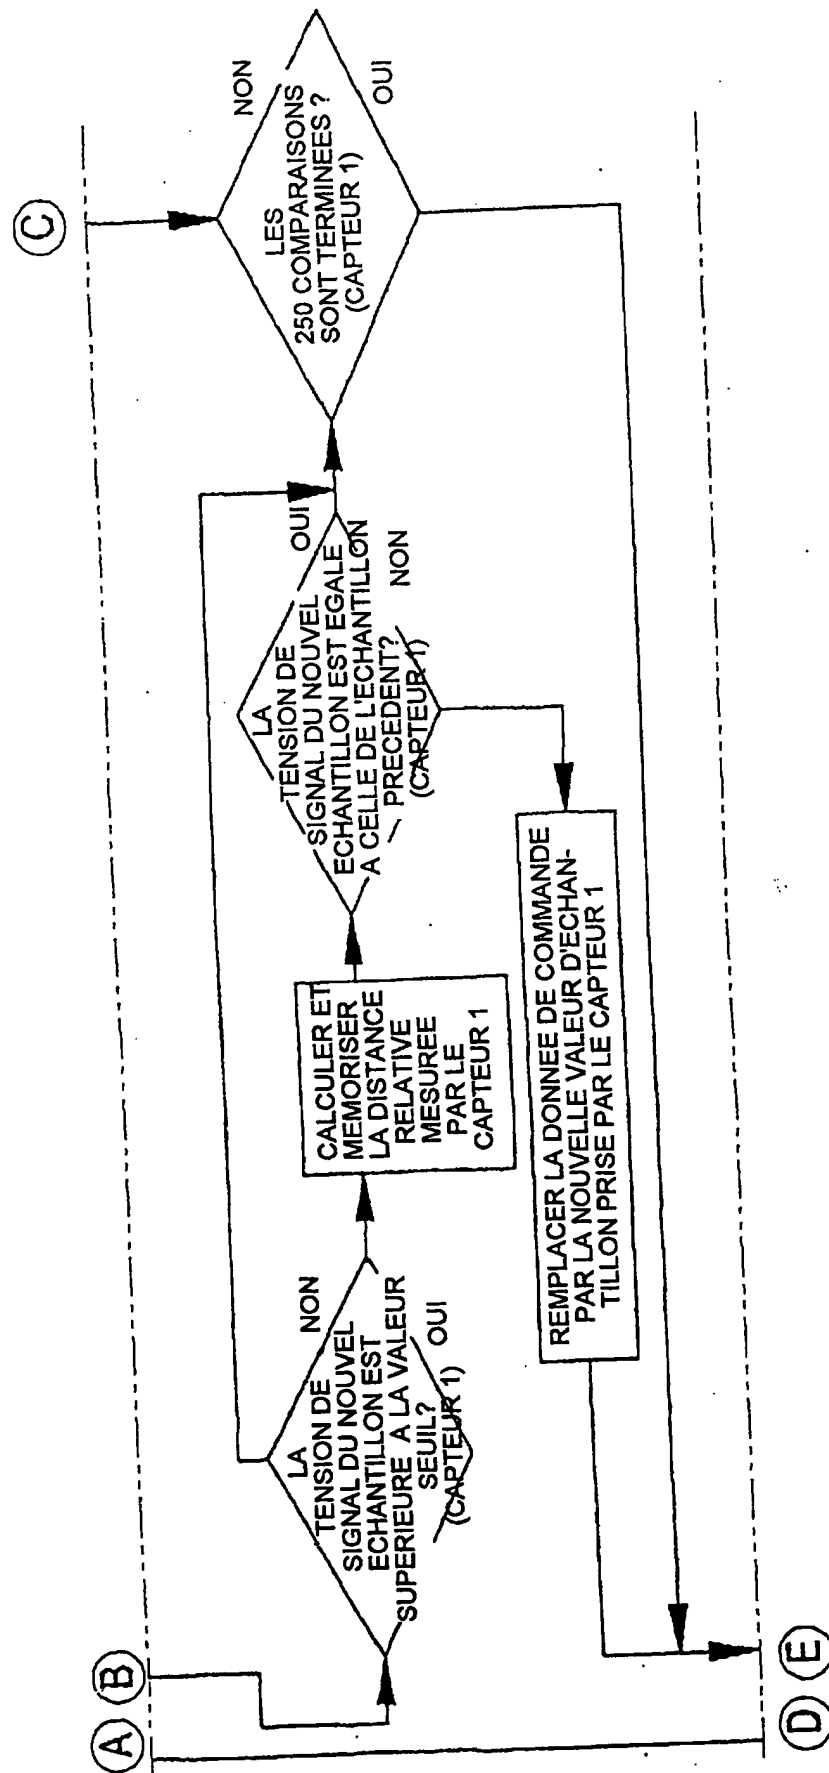 A
B
C
LA
TENSION DE
SIGNAL DU NOUVEL
ECHANTILLON EST
SUPERIEURE A LA VALEUR
SEUIL?
(CAPTEUR 1)
NON
OUI
CALCULER ET
MEMORISER
LA DISTANCE
RELATIVE
MESUREE
PAR LE
CAPTEUR 1
LA
TENSION DE
SIGNAL DU NOUVEL
ECHANTILLON EST EGALE
A CELLE DE L'ECHANTILLON
PRECEDENT?
(CAPTEUR 1)
OUI
NON
LES
250 COMPARAISONS
SONT TERMINEES ?
(CAPTEUR 1)
NON
OUI
REMPLACER LA DONNEE DE COMMANDE
PAR LA NOUVELLE VALEUR D'ECHAN-
TILLON PRISE PAR LE CAPTEUR 1
D
E